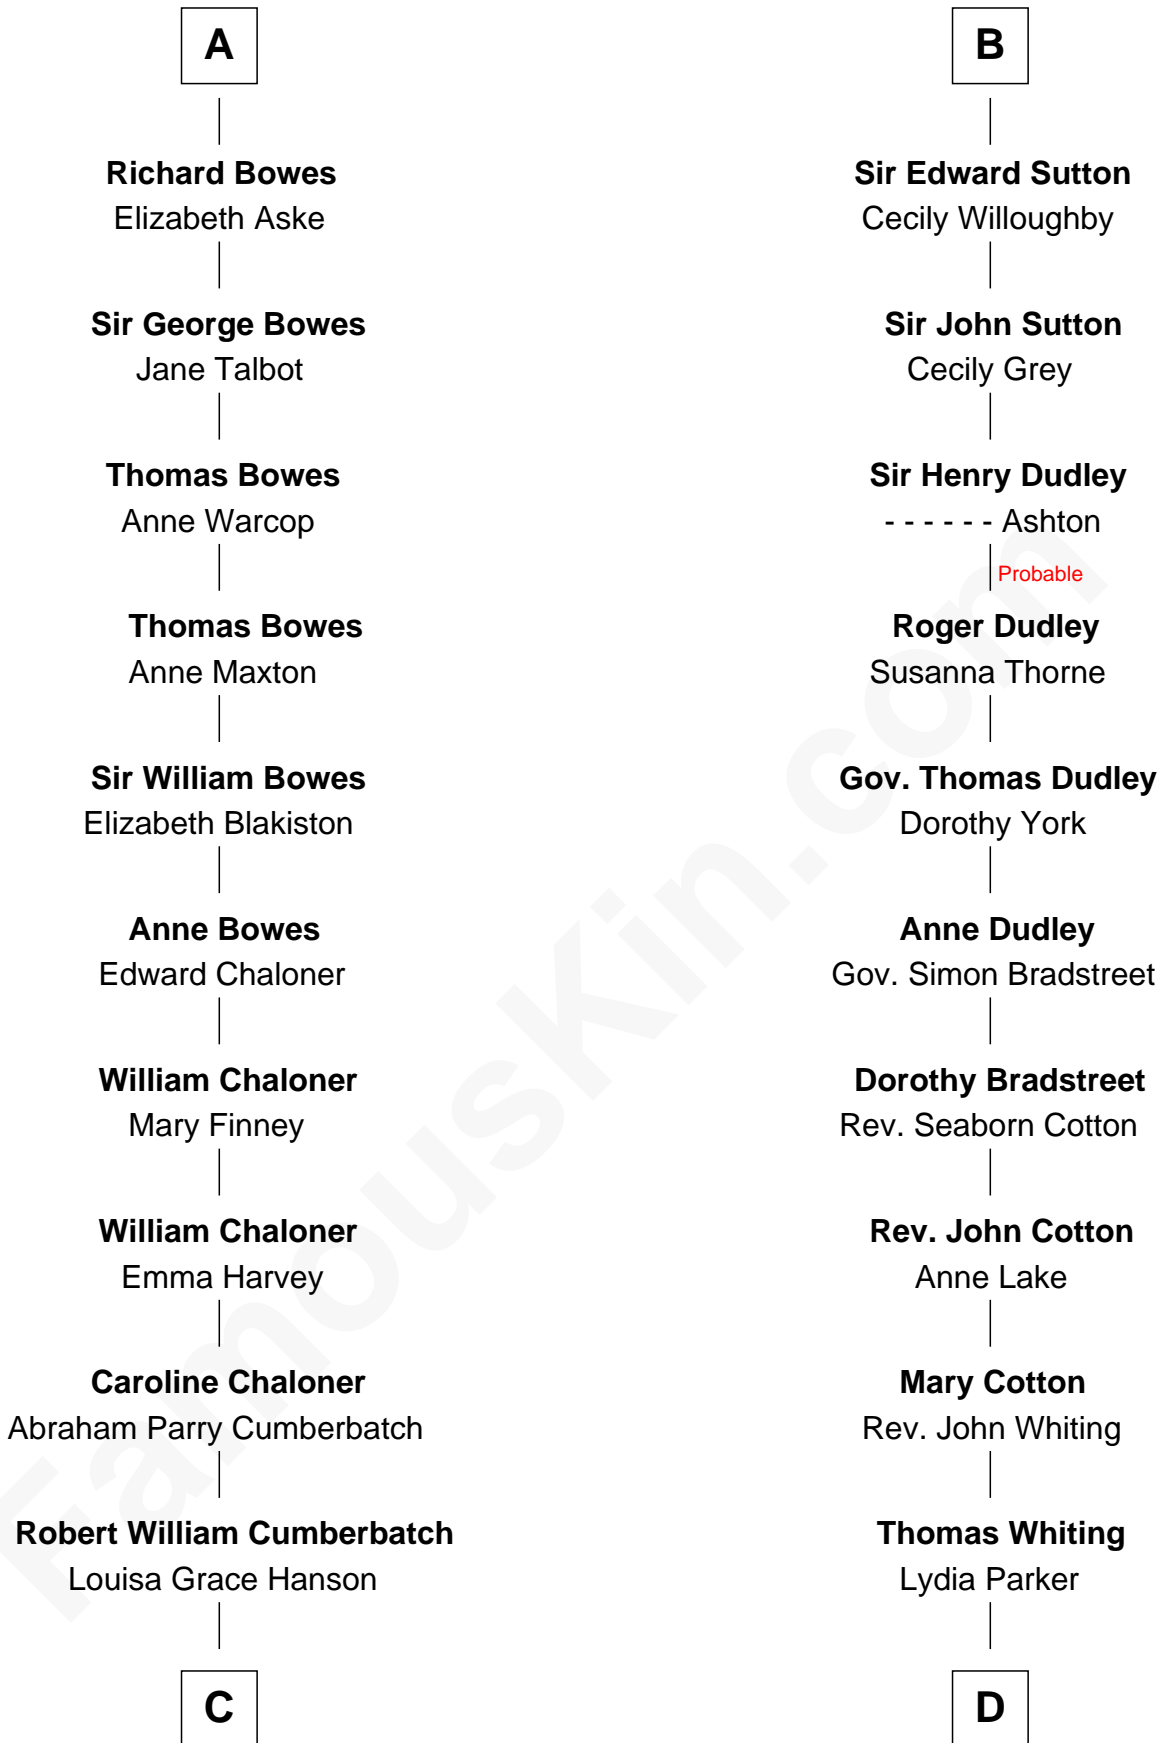 A
Richard Bowes
Elizabeth Aske
Sir George Bowes
Jane Talbot
Thomas Bowes
Anne Warcop
Thomas Bowes
Anne Maxton
Sir William Bowes
Elizabeth Blakiston
Anne Bowes
Edward Chaloner
William Chaloner
Mary Finney
William Chaloner
Emma Harvey
Caroline Chaloner
Abraham Parry Cumberbatch
Robert William Cumberbatch
Louisa Grace Hanson
C
B
Sir Edward Sutton
Cecily Willoughby
Sir John Sutton
Cecily Grey
Sir Henry Dudley
- - - - - - Ashton
Probable
Roger Dudley
Susanna Thorne
Gov. Thomas Dudley
Dorothy York
Anne Dudley
Gov. Simon Bradstreet
Dorothy Bradstreet
Rev. Seaborn Cotton
Rev. John Cotton
Anne Lake
Mary Cotton
Rev. John Whiting
Thomas Whiting
Lydia Parker
D
FamousKin.com